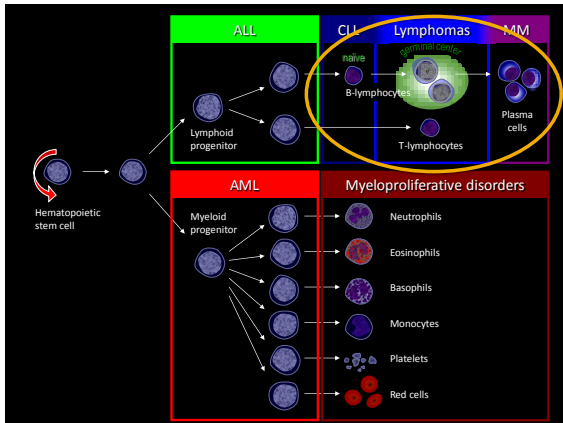 ALL
CLL
Lymphomas
MM
germinal center
naïve
B-lymphocytes
Plasma
cells
Lymphoid
progenitor
T-lymphocytes
Hematopoietic
stem cell
AML
Myeloproliferative disorders
Myeloid
progenitor
Neutrophils
Eosinophils
Basophils
Monocytes
Platelets
Red cells